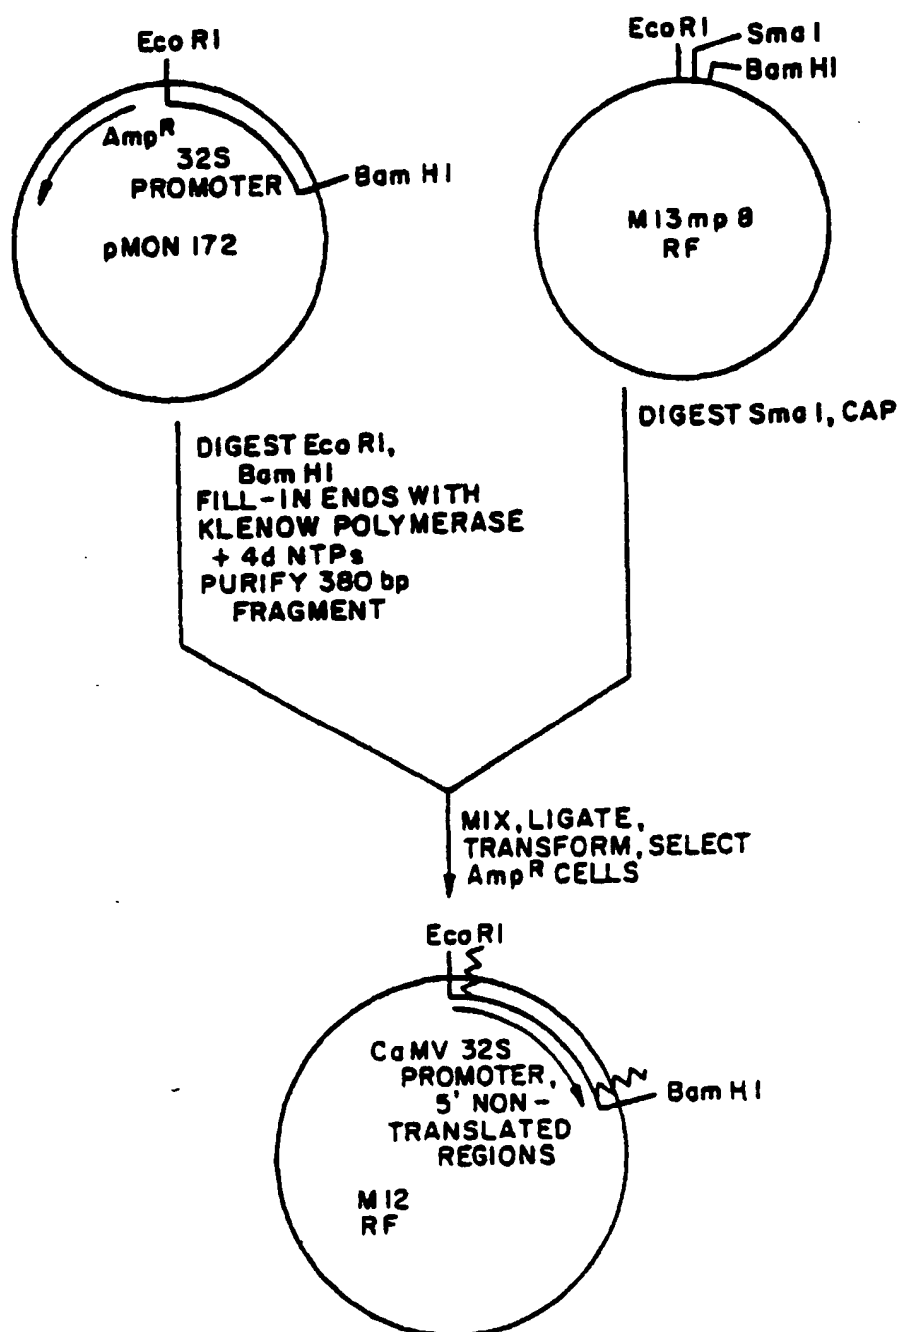 Eco RI
Amp^R
32S
PROMOTER
Bam HI
pMON 172
EcoRI
Sma I
Bam HI
M13mp 8
RF
DIGEST Eco RI,
Bam HI
FILL-IN ENDS WITH
KLENOW POLYMERASE
+ 4d NTPs
PURIFY 380 bp
FRAGMENT
DIGEST Sma I, CAP
MIX, LIGATE,
TRANSFORM, SELECT
Amp^R CELLS
Eco RI
CaMV 32S
PROMOTER,
5' NON-
TRANSLATED
REGIONS
Bam HI
M12
RF